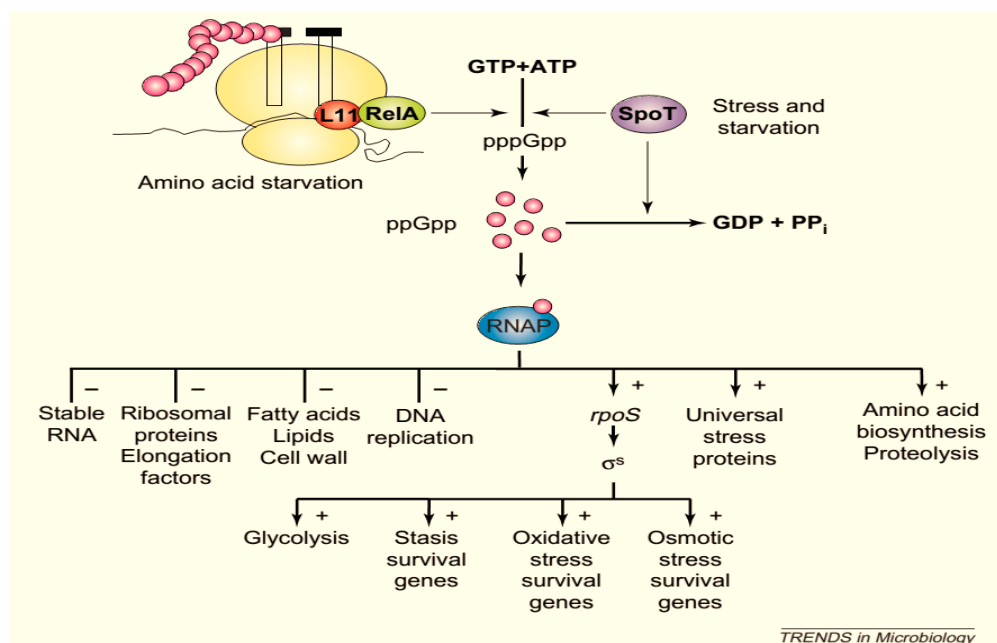 GTP+ATP
L11 RelA
SpoT
Stress and
starvation
pppGpp
Amino acid starvation
ppGpp
GDP + PPi
RNAP
– – – – + + +
Stable
RNA
Ribosomal
proteins
Elongation
factors
Fatty acids
Lipids
Cell wall
DNA
replication
rpoS
σs
Universal
stress
proteins
Amino acid
biosynthesis
Proteolysis
+ + + +
Glycolysis
Stasis
survival
genes
Oxidative
stress
survival
genes
Osmotic
stress
survival
genes
TRENDS in Microbiology